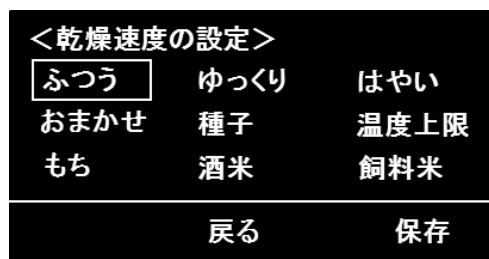 <乾燥速度の設定>
ふつう ゆっくり はやい
おまかせ 種子 温度上限
もち 酒米 飼料米
戻る 保存